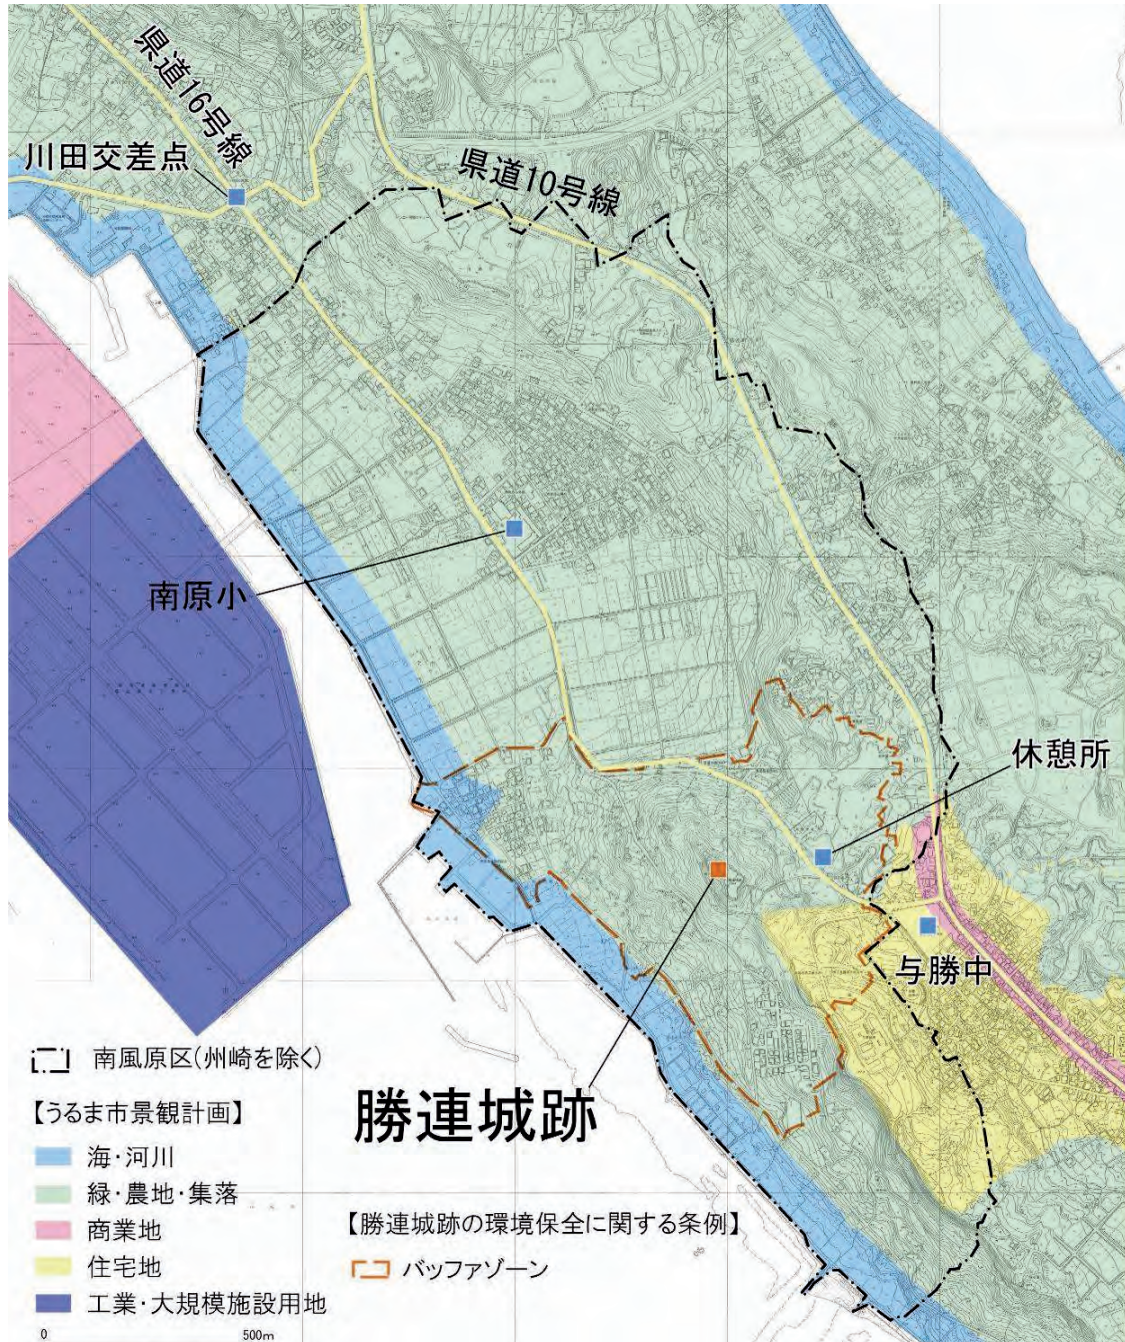 県道16号線
川田交差点
県道10号線
南原小
休憩所
与勝中
勝連城跡
南風原区(州崎を除く)
【うるま市景観計画】
海・河川
緑・農地・集落
商業地
住宅地
工業・大規模施設用地
【勝連城跡の環境保全に関する条例】
バッファゾーン
0 500m